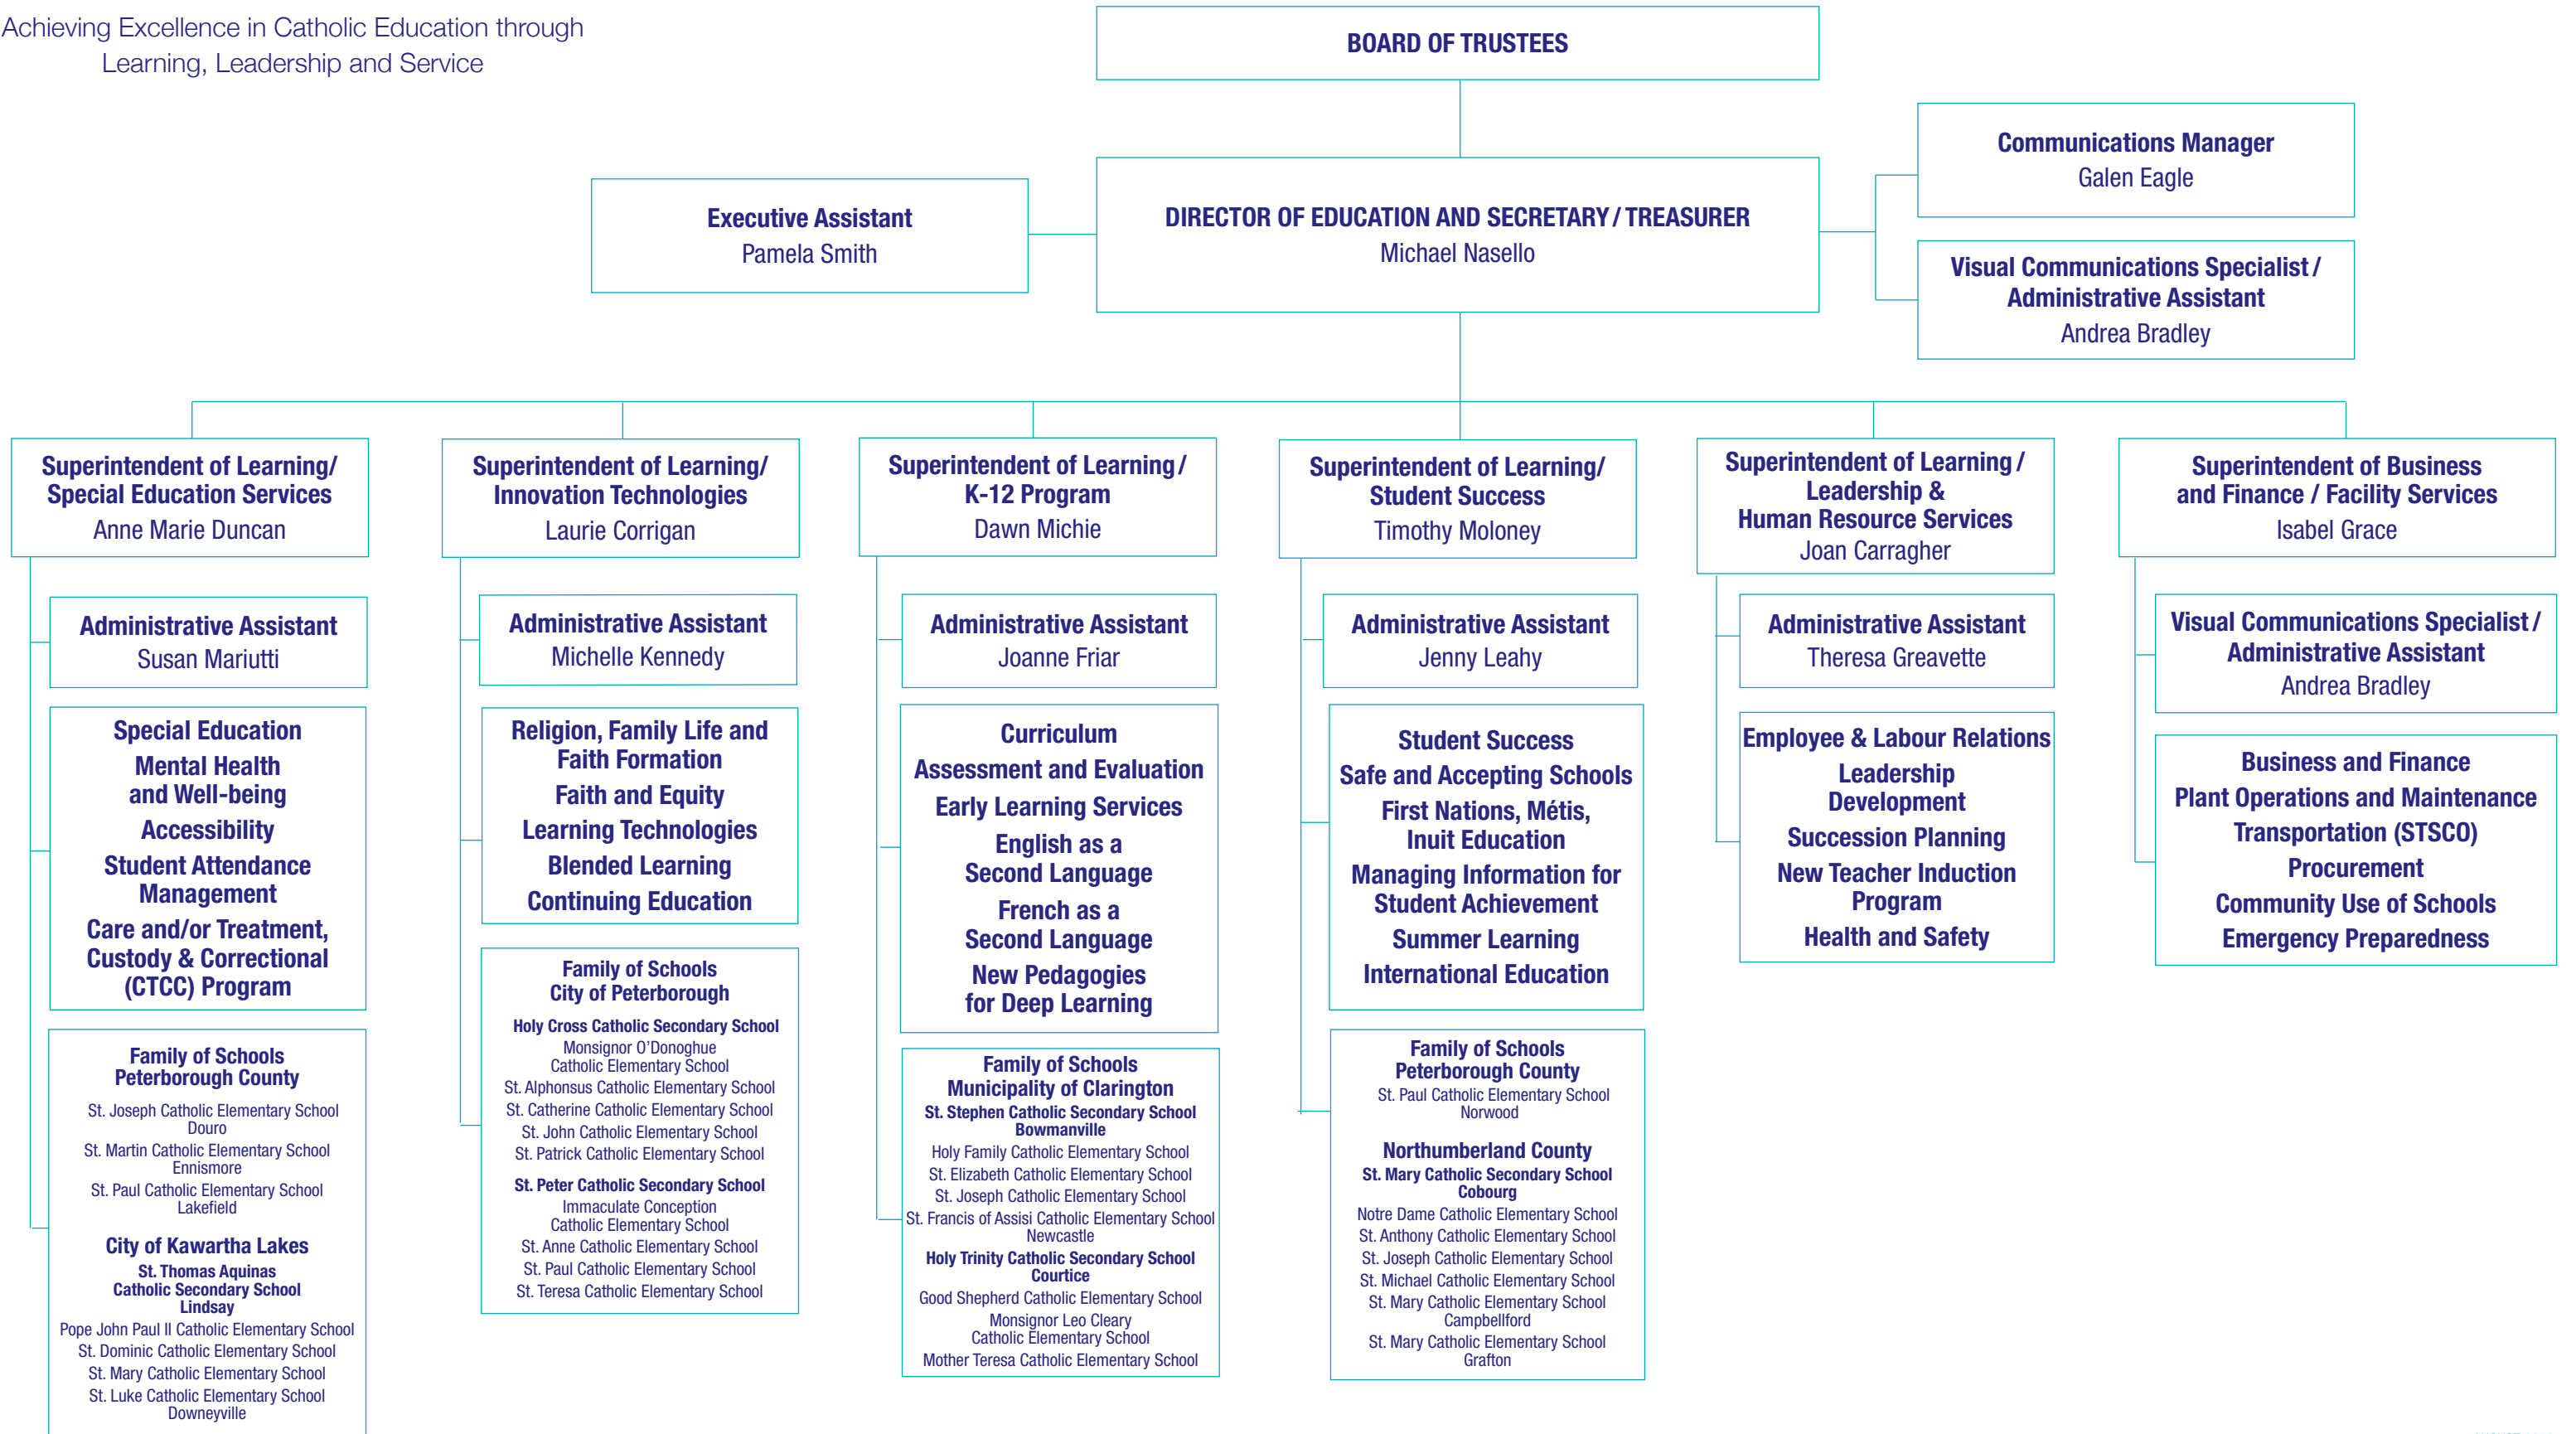 Achieving Excellence in Catholic Education through
Learning, Leadership and Service
BOARD OF TRUSTEES
Communications Manager
Galen Eagle
Executive Assistant
Pamela Smith
DIRECTOR OF EDUCATION AND SECRETARY / TREASURER
Michael Nasello
Visual Communications Specialist /
Administrative Assistant
Andrea Bradley
Superintendent of Learning/
Special Education Services
Anne Marie Duncan
Administrative Assistant
Susan Mariutti
Special Education
Mental Health
and Well-being
Accessibility
Student Attendance
Management
Care and/or Treatment,
Custody & Correctional
(CTCC) Program
Family of Schools
Peterborough County
St. Joseph Catholic Elementary School
Douro
St. Martin Catholic Elementary School
Ennismore
St. Paul Catholic Elementary School
Lakefield
City of Kawartha Lakes
St. Thomas Aquinas
Catholic Secondary School
Lindsay
Pope John Paul II Catholic Elementary School
St. Dominic Catholic Elementary School
St. Mary Catholic Elementary School
St. Luke Catholic Elementary School
Downeyville
Superintendent of Learning/
Innovation Technologies
Laurie Corrigan
Administrative Assistant
Michelle Kennedy
Religion, Family Life and
Faith Formation
Faith and Equity
Learning Technologies
Blended Learning
Continuing Education
Family of Schools
City of Peterborough
Holy Cross Catholic Secondary School
Monsignor O’Donoghue
Catholic Elementary School
St. Alphonsus Catholic Elementary School
St. Catherine Catholic Elementary School
St. John Catholic Elementary School
St. Patrick Catholic Elementary School
St. Peter Catholic Secondary School
Immaculate Conception
Catholic Elementary School
St. Anne Catholic Elementary School
St. Paul Catholic Elementary School
St. Teresa Catholic Elementary School
Superintendent of Learning /
K-12 Program
Dawn Michie
Administrative Assistant
Joanne Friar
Curriculum
Assessment and Evaluation
Early Learning Services
English as a
Second Language
French as a
Second Language
New Pedagogies
for Deep Learning
Family of Schools
Municipality of Clarington
St. Stephen Catholic Secondary School
Bowmanville
Holy Family Catholic Elementary School
St. Elizabeth Catholic Elementary School
St. Joseph Catholic Elementary School
St. Francis of Assisi Catholic Elementary School
Newcastle
Holy Trinity Catholic Secondary School
Courtice
Good Shepherd Catholic Elementary School
Monsignor Leo Cleary
Catholic Elementary School
Mother Teresa Catholic Elementary School
Superintendent of Learning/
Student Success
Timothy Moloney
Administrative Assistant
Jenny Leahy
Student Success
Safe and Accepting Schools
First Nations, Métis,
Inuit Education
Managing Information for
Student Achievement
Summer Learning
International Education
Family of Schools
Peterborough County
St. Paul Catholic Elementary School
Norwood
Northumberland County
St. Mary Catholic Secondary School
Cobourg
Notre Dame Catholic Elementary School
St. Anthony Catholic Elementary School
St. Joseph Catholic Elementary School
St. Michael Catholic Elementary School
St. Mary Catholic Elementary School
Campbellford
St. Mary Catholic Elementary School
Grafton
Superintendent of Learning /
Leadership &
Human Resource Services
Joan Carragher
Administrative Assistant
Theresa Greavette
Employee & Labour Relations
Leadership
Development
Succession Planning
New Teacher Induction
Program
Health and Safety
Superintendent of Business
and Finance / Facility Services
Isabel Grace
Visual Communications Specialist /
Administrative Assistant
Andrea Bradley
Business and Finance
Plant Operations and Maintenance
Transportation (STSCO)
Procurement
Community Use of Schools
Emergency Preparedness